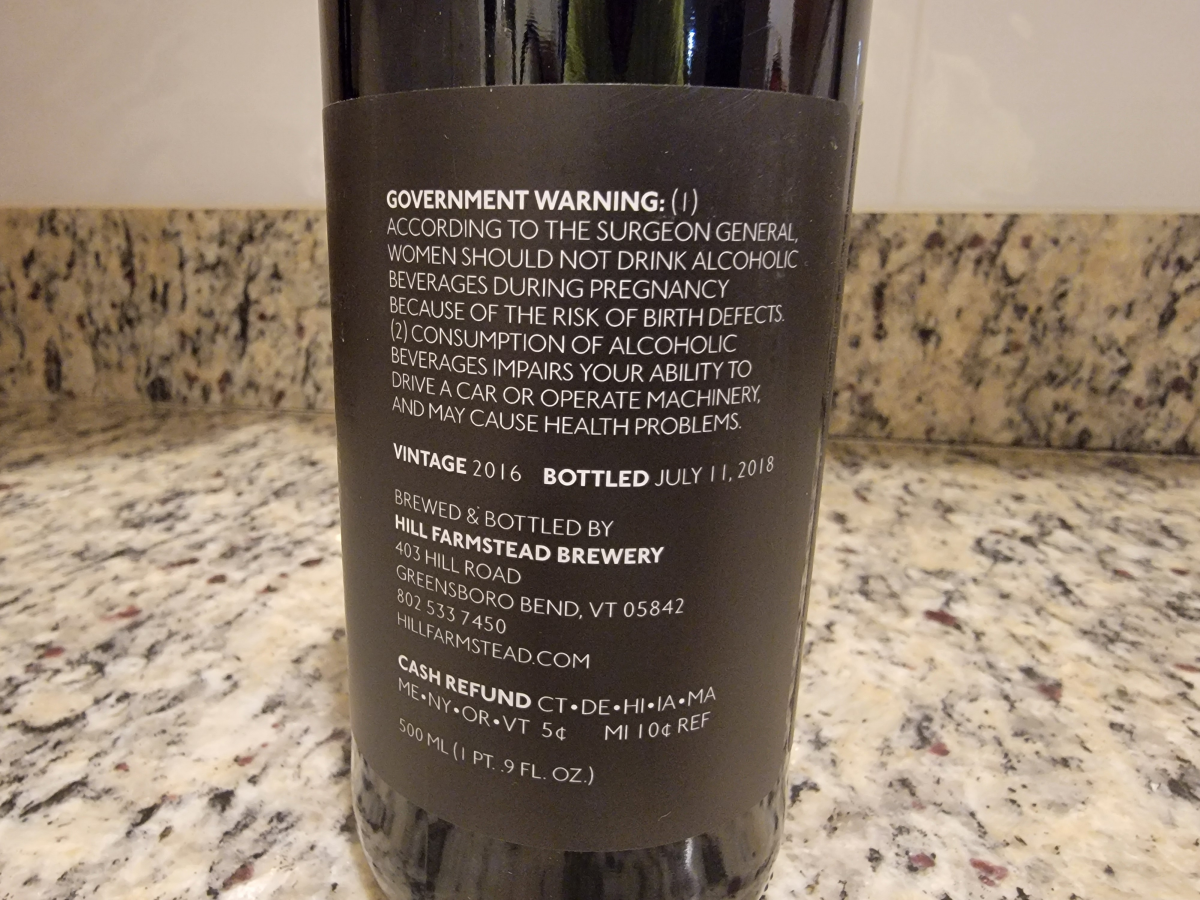 GOVERNMENT WARNING: (1)
ACCORDING TO THE SURGEON GENERAL,
WOMEN SHOULD NOT DRINK ALCOHOLIC
BEVERAGES DURING PREGNANCY
BECAUSE OF THE RISK OF BIRTH DEFECTS.
(2) CONSUMPTION OF ALCOHOLIC
BEVERAGES IMPAIRS YOUR ABILITY TO
DRIVE A CAR OR OPERATE MACHINERY,
AND MAY CAUSE HEALTH PROBLEMS.
VINTAGE 2016 BOTTLED JULY 11, 2018
BREWED & BOTTLED BY
HILL FARMSTEAD BREWERY
403 HILL ROAD
GREENSBORO BEND, VT 05842
802 533 7450
HILLFARMSTEAD.COM
CASH REFUND CT•DE•HI•IA•MA
ME•NY•OR•VT 5¢ MI 10¢ REF
500 ML (1 PT. .9 FL. OZ.)